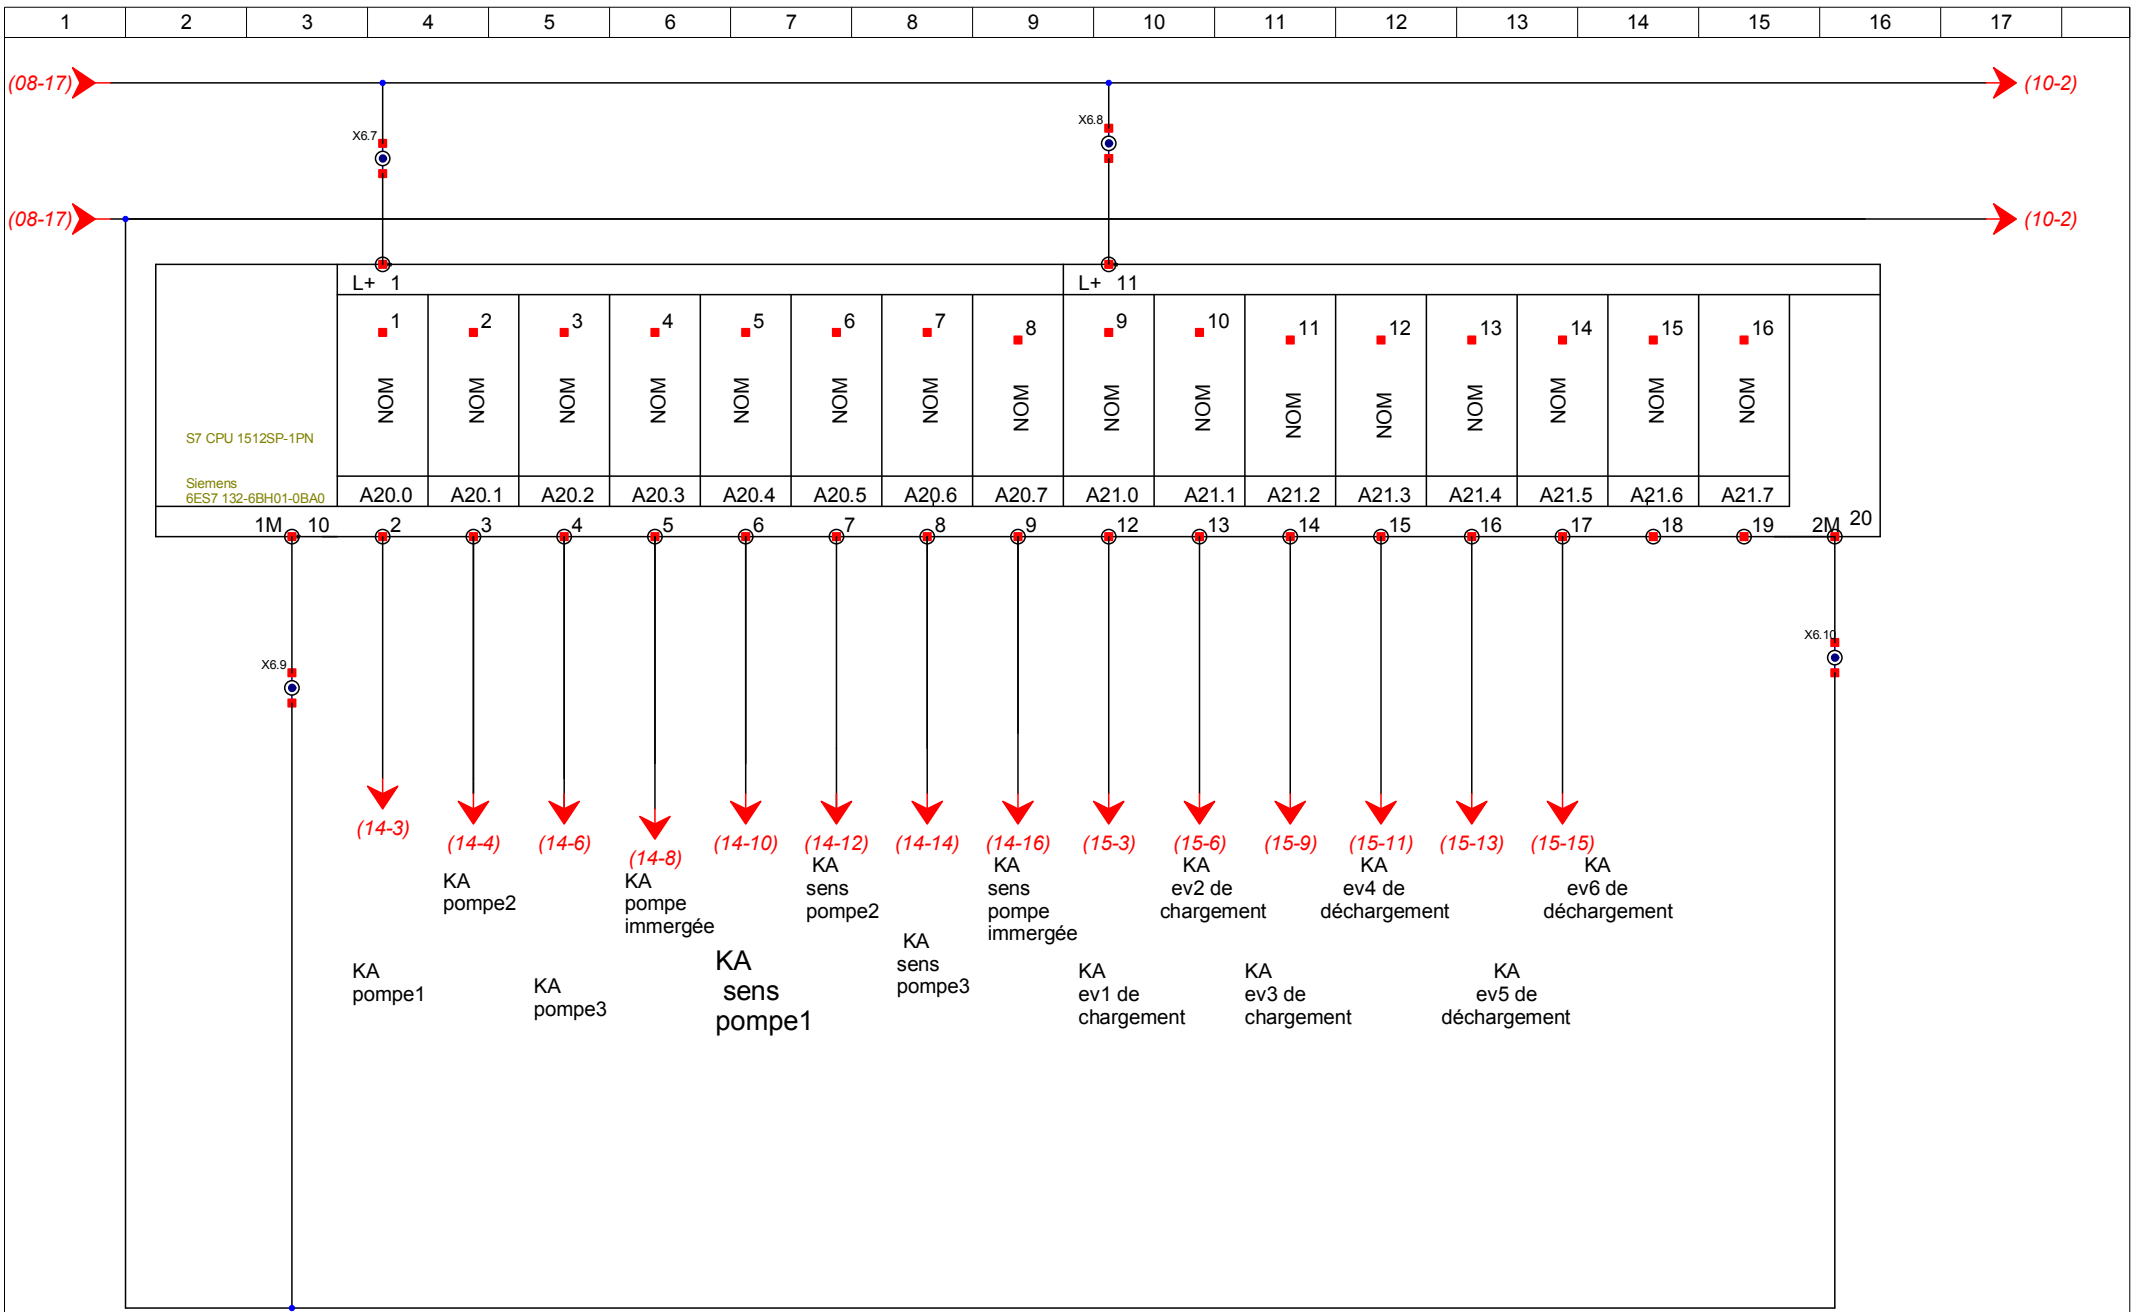 1 2 3 4 5 6 7 8 9 10 11 12 13 14 15 16 17
(08-17) (10-2)
X6.7 X6.8
(08-17) (10-2)
L+ 1 L+ 11
1 2 3 4 5 6 7 8 9 10 11 12 13 14 15 16
NOM NOM NOM NOM NOM NOM NOM NOM NOM NOM NOM NOM NOM NOM NOM NOM
S7 CPU 1512SP-1PN
Siemens
6ES7 132-6BH01-0BA0
A20.0 A20.1 A20.2 A20.3 A20.4 A20.5 A20.6 A20.7 A21.0 A21.1 A21.2 A21.3 A21.4 A21.5 A21.6 A21.7
1M 10 2 3 4 5 6 7 8 9 12 13 14 15 16 17 18 19 2M 20
X6.9 X6.10
(14-3) (14-4) (14-6) (14-8) (14-10) (14-12) (14-14) (14-16) (15-3) (15-6) (15-9) (15-11) (15-13) (15-15)
KA
pompe1
KA
pompe2
KA
pompe3
KA
pompe
immergée
KA
sens
pompe1
KA
sens
pompe2
KA
sens
pompe3
KA
sens
pompe
immergée
KA
ev1 de
chargement
KA
ev2 de
chargement
KA
ev3 de
chargement
KA
ev4 de
déchargement
KA
ev5 de
déchargement
KA
ev6 de
déchargement